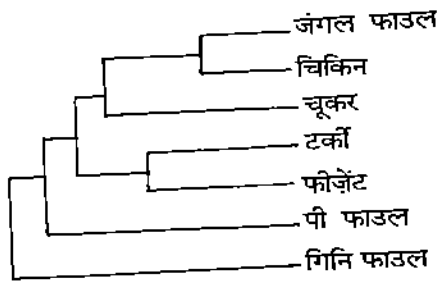 जंगल फाउल
चिकिन
चूकर
टर्की
फीज़ेंट
पी फाउल
गिनि फाउल